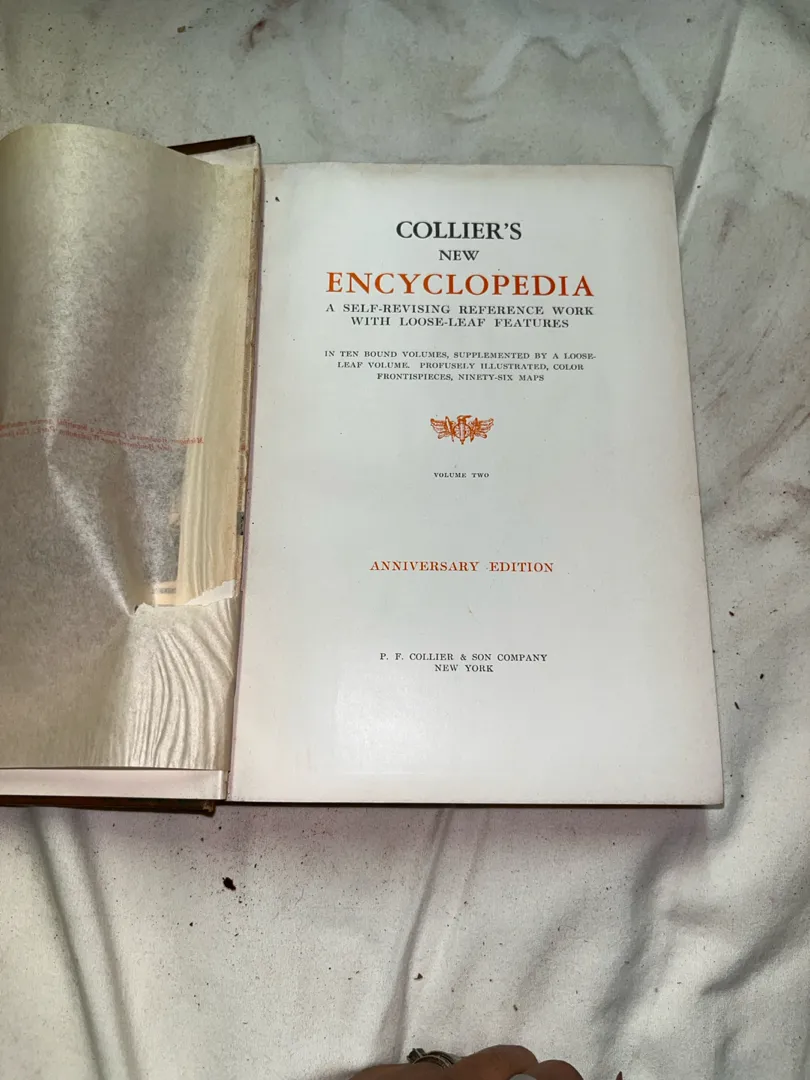 COLLIER'S
NEW
ENCYCLOPEDIA
A SELF-REVISING REFERENCE WORK
WITH LOOSE-LEAF FEATURES
IN TEN BOUND VOLUMES, SUPPLEMENTED BY A LOOSE-
LEAF VOLUME. PROFUSELY ILLUSTRATED, COLOR
FRONTISPIECES, NINETY-SIX MAPS
VOLUME TWO
ANNIVERSARY EDITION
P. F. COLLIER & SON COMPANY
NEW YORK